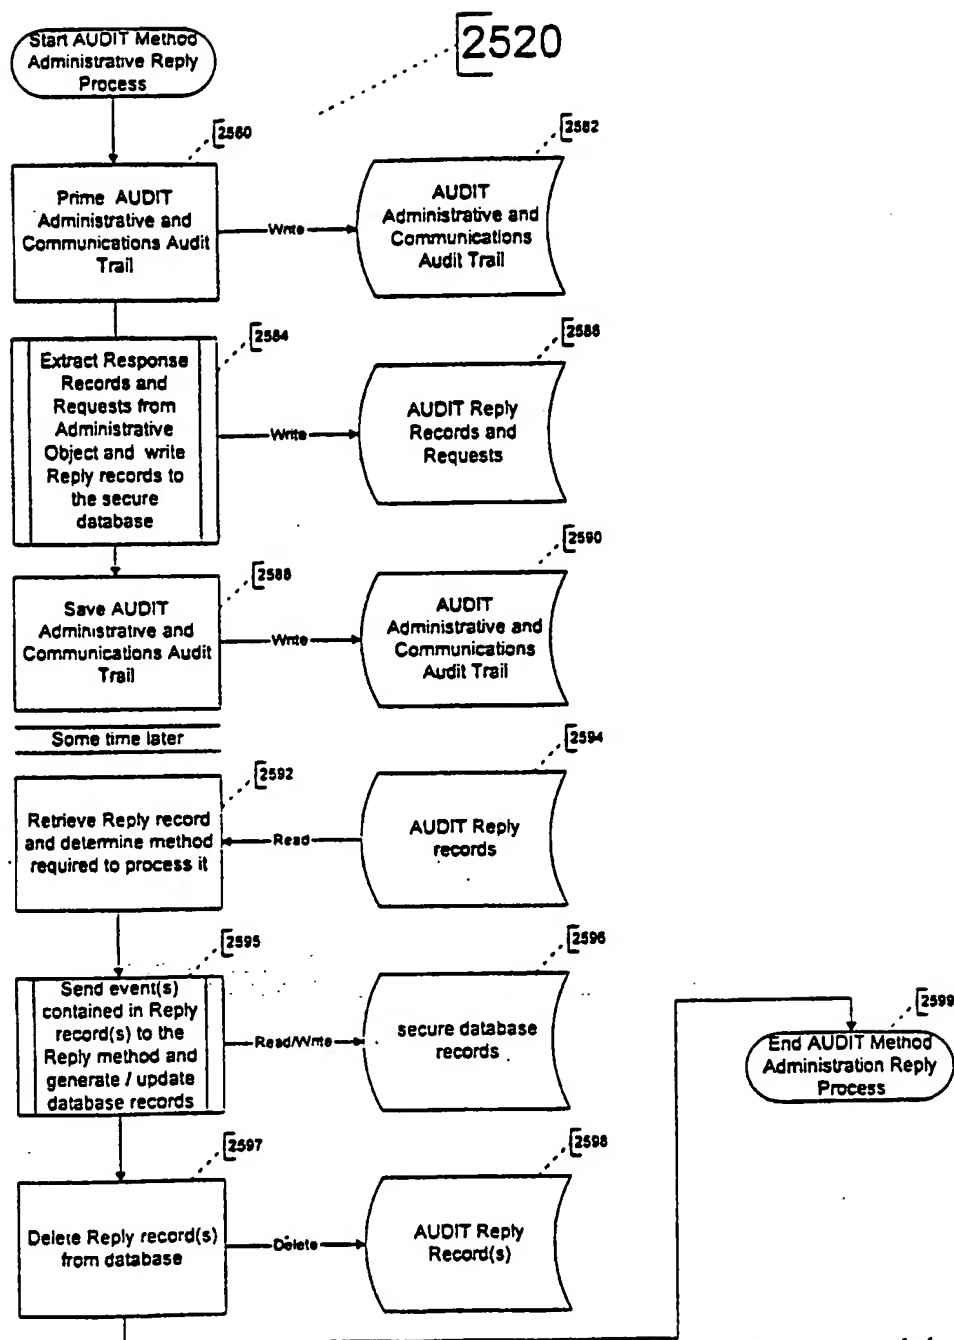 2520
Start AUDIT Method
Administrative Reply
Process
2580
2582
Prime AUDIT
Administrative and
Communications Audit
Trail
Write
AUDIT
Administrative and
Communications
Audit Trail
2584
2586
Extract Response
Records and
Requests from
Administrative
Object and write
Reply records to
the secure
database
Write
AUDIT Reply
Records and
Requests
2588
2590
Save AUDIT
Administrative and
Communications Audit
Trail
Write
AUDIT
Administrative and
Communications
Audit Trail
Some time later
2592
2594
Retrieve Reply record
and determine method
required to process it
Read
AUDIT Reply
records
2595
2596
Send event(s)
contained in Reply
record(s) to the
Reply method and
generate / update
database records
Read/Write
secure database
records
2599
End AUDIT Method
Administration Reply
Process
2597
2598
Delete Reply record(s)
from database
Delete
AUDIT Reply
Record(s)